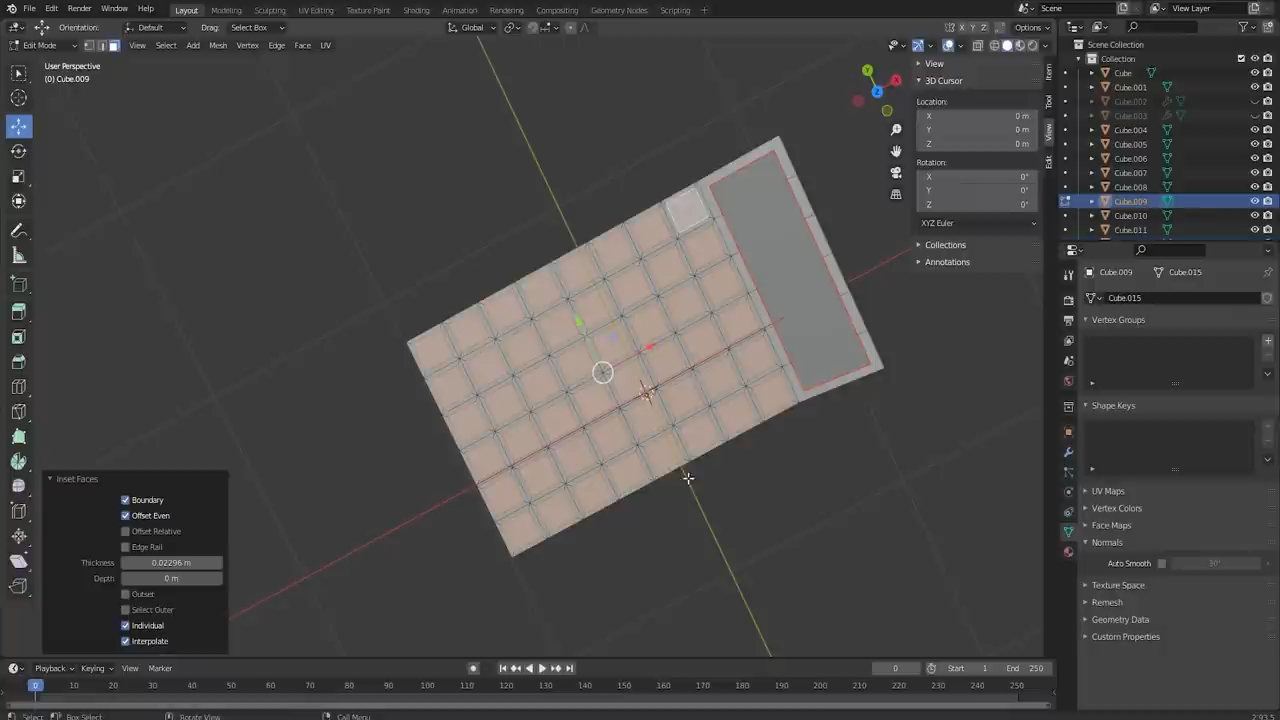 File Edit Render Window Help Layout Modeling Sculpting UV Editing Texture Paint Shading Animation Rendering Compositing Geometry Nodes Scripting + Scene View Layer
Orientation: Default Drag: Select Box Global X Y Z Options
Edit Mode View Select Add Mesh Vertex Edge Face UV
User Perspective
(0) Cube.009
Y
X
Z
View
3D Cursor
Location:
X 0 m
Y 0 m
Z 0 m
Rotation:
X 0°
Y 0°
Z 0°
XYZ Euler
Collections
Annotations
Item
Tool
View
Edit
Scene Collection
Collection
Cube
Cube.001
Cube.002
Cube.003
Cube.004
Cube.005
Cube.006
Cube.007
Cube.008
Cube.009
Cube.010
Cube.011
Cube.009 Cube.015
Cube.015
Vertex Groups
Shape Keys
UV Maps
Vertex Colors
Face Maps
Normals
Auto Smooth 30°
Texture Space
Remesh
Geometry Data
Custom Properties
Inset Faces
Boundary
Offset Even
Offset Relative
Edge Rail
Thickness 0.02296 m
Depth 0 m
Outset
Select Outer
Individual
Interpolate
Playback Keying View Marker 0 Start 1 End 250
0 10 20 30 40 50 60 70 80 90 100 110 120 130 140 150 160 170 180 190 200 210 220 230 240 250
Select Box Select Rotate View Call Menu 2.93.5